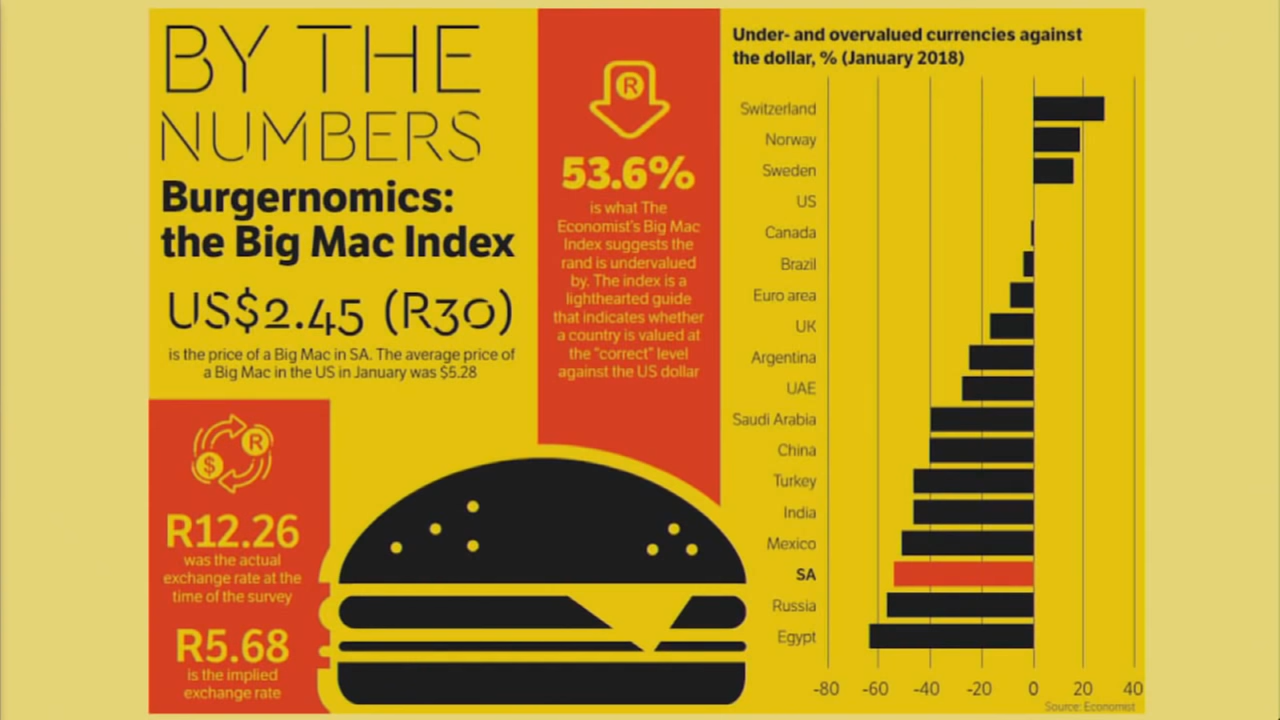 BY THE
NUMBERS
Burgernomics:
the Big Mac Index
US$2.45 (R30)
is the price of a Big Mac in SA. The average price of
a Big Mac in the US in January was $5.28
$
R
R12.26
was the actual
exchange rate at the
time of the survey
R5.68
is the implied
exchange rate
R
53.6%
is what The
Economist's Big Mac
Index suggests the
rand is undervalued
by. The index is a
lighthearted guide
that indicates whether
a country is valued at
the "correct" level
against the US dollar
Under- and overvalued currencies against
the dollar, % (January 2018)
Switzerland
Norway
Sweden
US
Canada
Brazil
Euro area
UK
Argentina
UAE
Saudi Arabia
China
Turkey
India
Mexico
SA
Russia
Egypt
-80 -60 -40 -20 0 20 40
Source: Economist